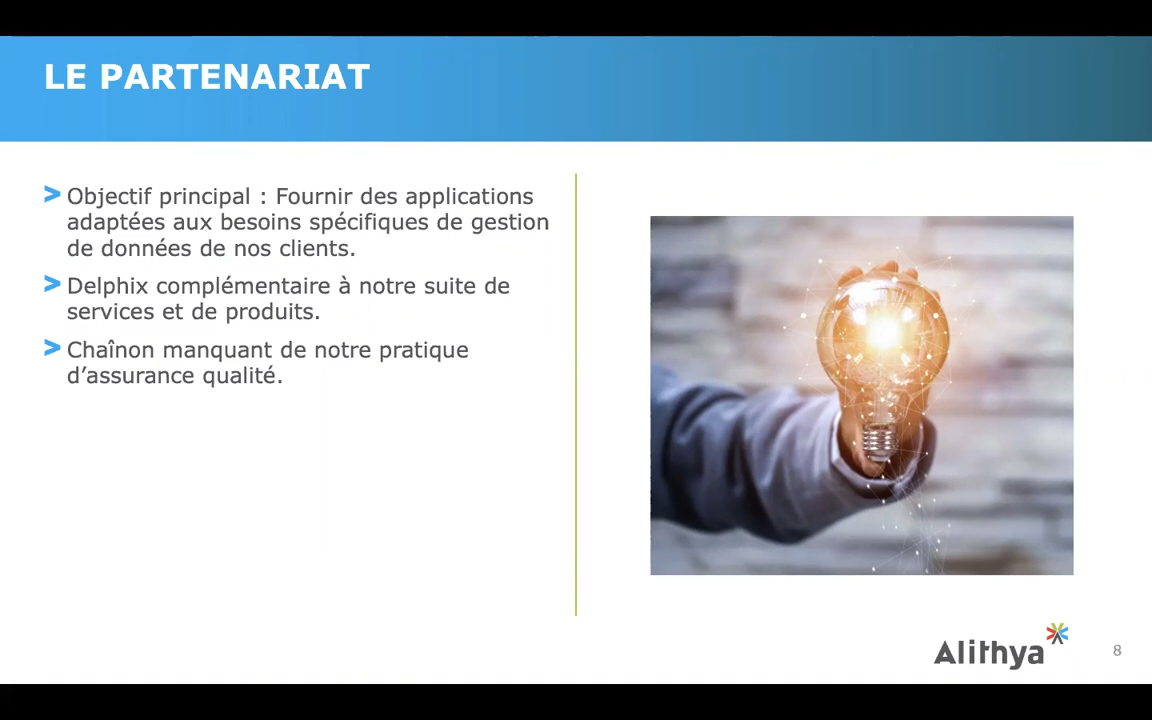 LE PARTENARIAT
> Objectif principal : Fournir des applications
adaptées aux besoins spécifiques de gestion
de données de nos clients.
> Delphix complémentaire à notre suite de
services et de produits.
> Chaînon manquant de notre pratique
d’assurance qualité.
Alithya
8